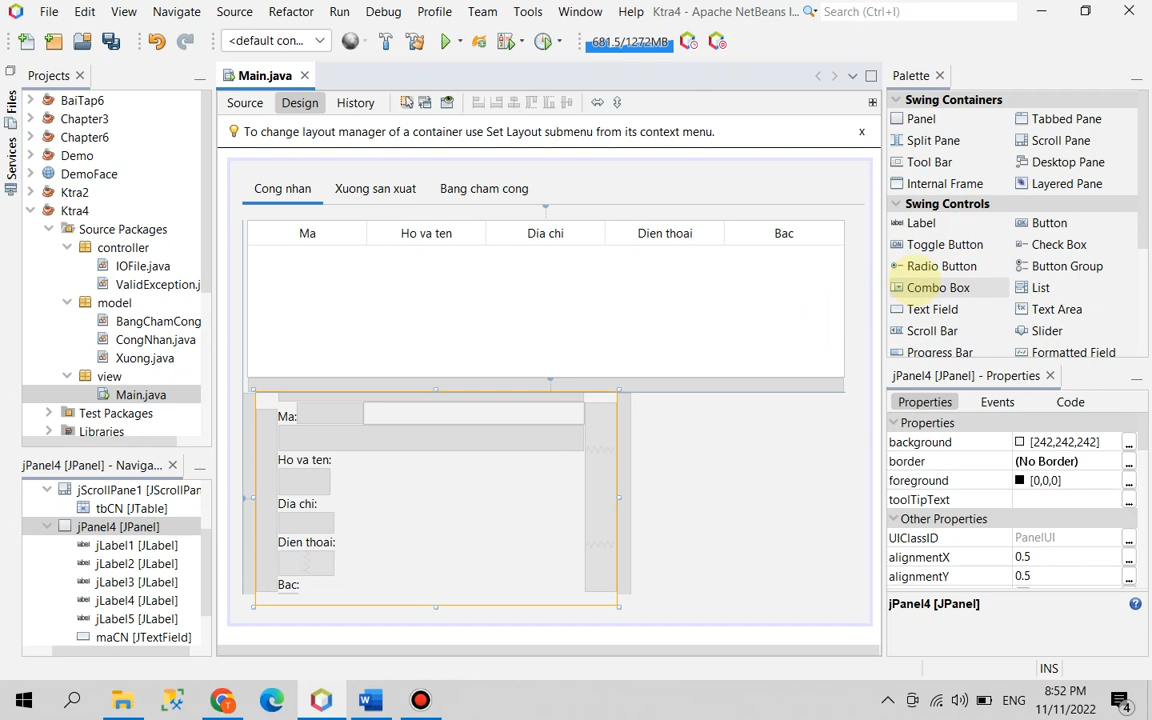 File Edit View Navigate Source Refactor Run Debug Profile Team Tools Window Help Ktra4 - Apache NetBeans I... Search (Ctrl+I)
<default con... 681.5/1272MB
Projects Main.java Palette
Files
Services
BaiTap6
Chapter3
Chapter6
Demo
DemoFace
Ktra2
Ktra4
Source Packages
controller
IOFile.java
ValidException.j
model
BangChamCong
CongNhan.java
Xuong.java
view
Main.java
Test Packages
Libraries
jPanel4 [JPanel] - Naviga...
jScrollPane1 [JScrollPan
tbCN [JTable]
jPanel4 [JPanel]
jLabel1 [JLabel]
jLabel2 [JLabel]
jLabel3 [JLabel]
jLabel4 [JLabel]
jLabel5 [JLabel]
maCN [JTextField]
Source Design History
To change layout manager of a container use Set Layout submenu from its context menu. x
Cong nhan Xuong san xuat Bang cham cong
Ma Ho va ten Dia chi Dien thoai Bac
Ma:
Ho va ten:
Dia chi:
Dien thoai:
Bac:
Swing Containers
Panel Tabbed Pane
Split Pane Scroll Pane
Tool Bar Desktop Pane
Internal Frame Layered Pane
Swing Controls
Label Button
Toggle Button Check Box
Radio Button Button Group
Combo Box List
Text Field Text Area
Scroll Bar Slider
Progress Bar Formatted Field
jPanel4 [JPanel] - Properties
Properties Events Code
Properties
background [242,242,242] ...
border (No Border) ...
foreground [0,0,0] ...
toolTipText ...
Other Properties
UIClassID PanelUI ...
alignmentX 0.5 ...
alignmentY 0.5 ...
jPanel4 [JPanel]
INS
ENG 8:52 PM
11/11/2022 4